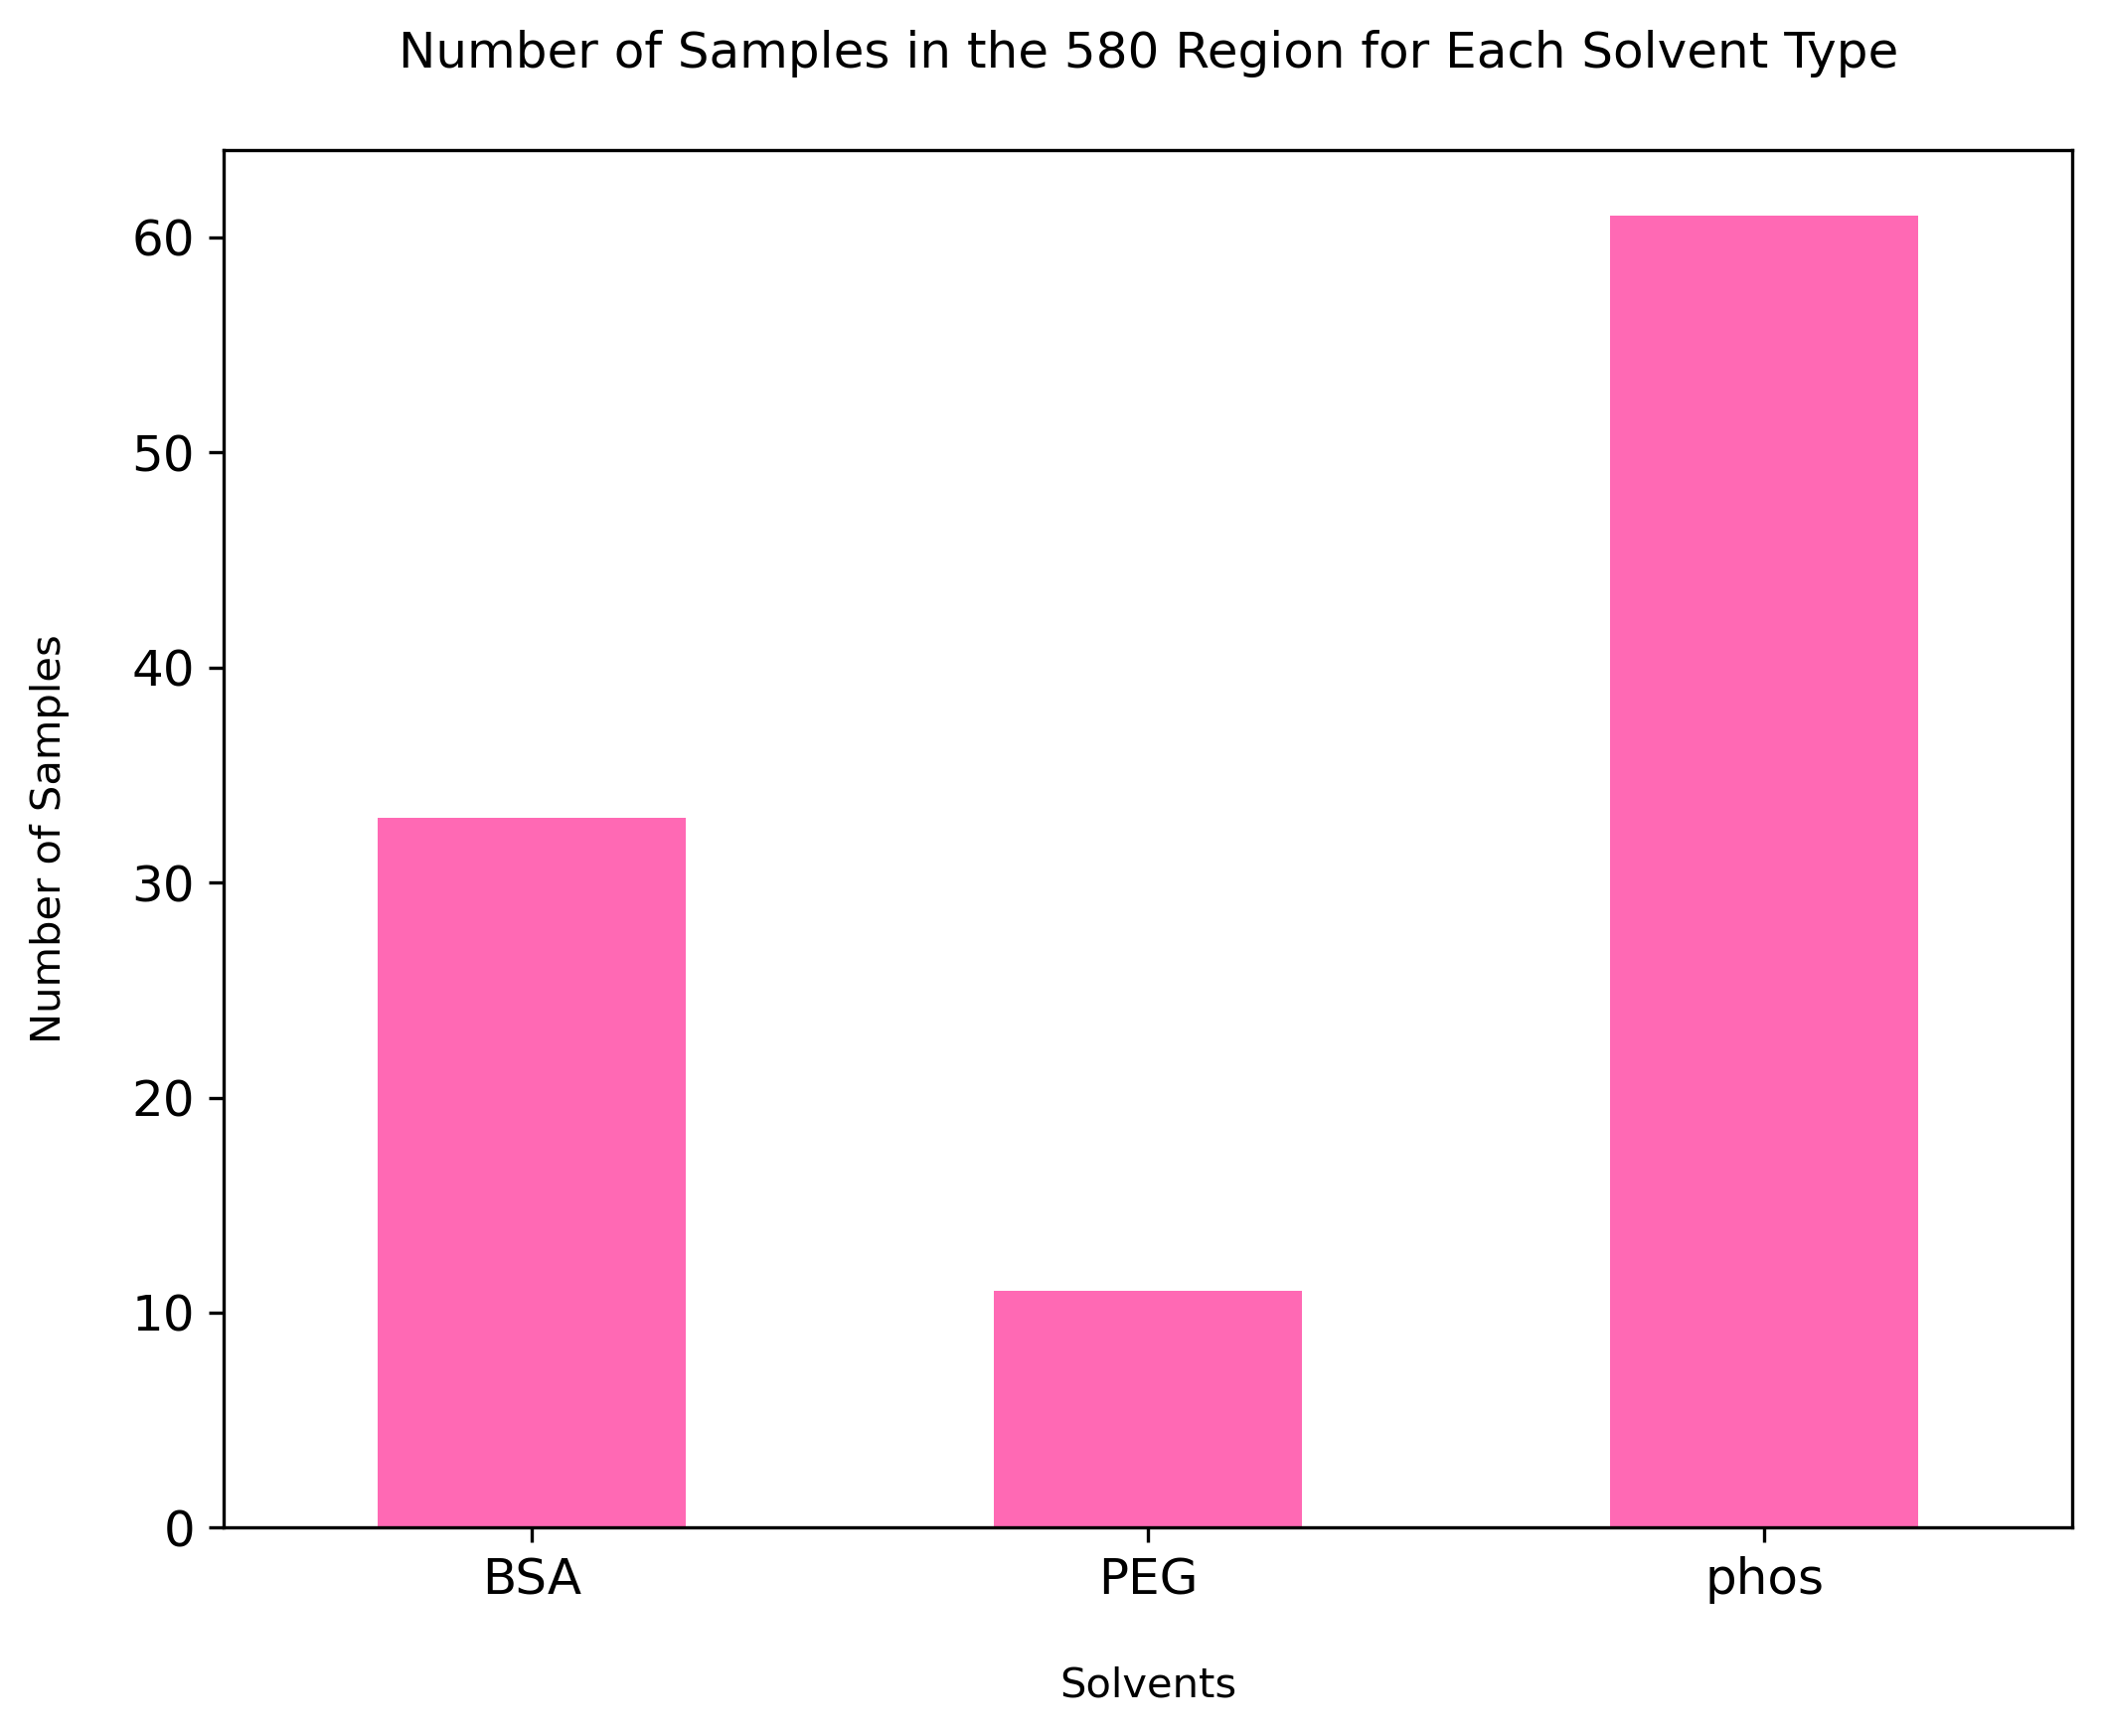 Number of Samples in the 580 Region for Each Solvent Type
Number of Samples
60
50
40
30
20
10
0
BSA
PEG
phos
Solvents